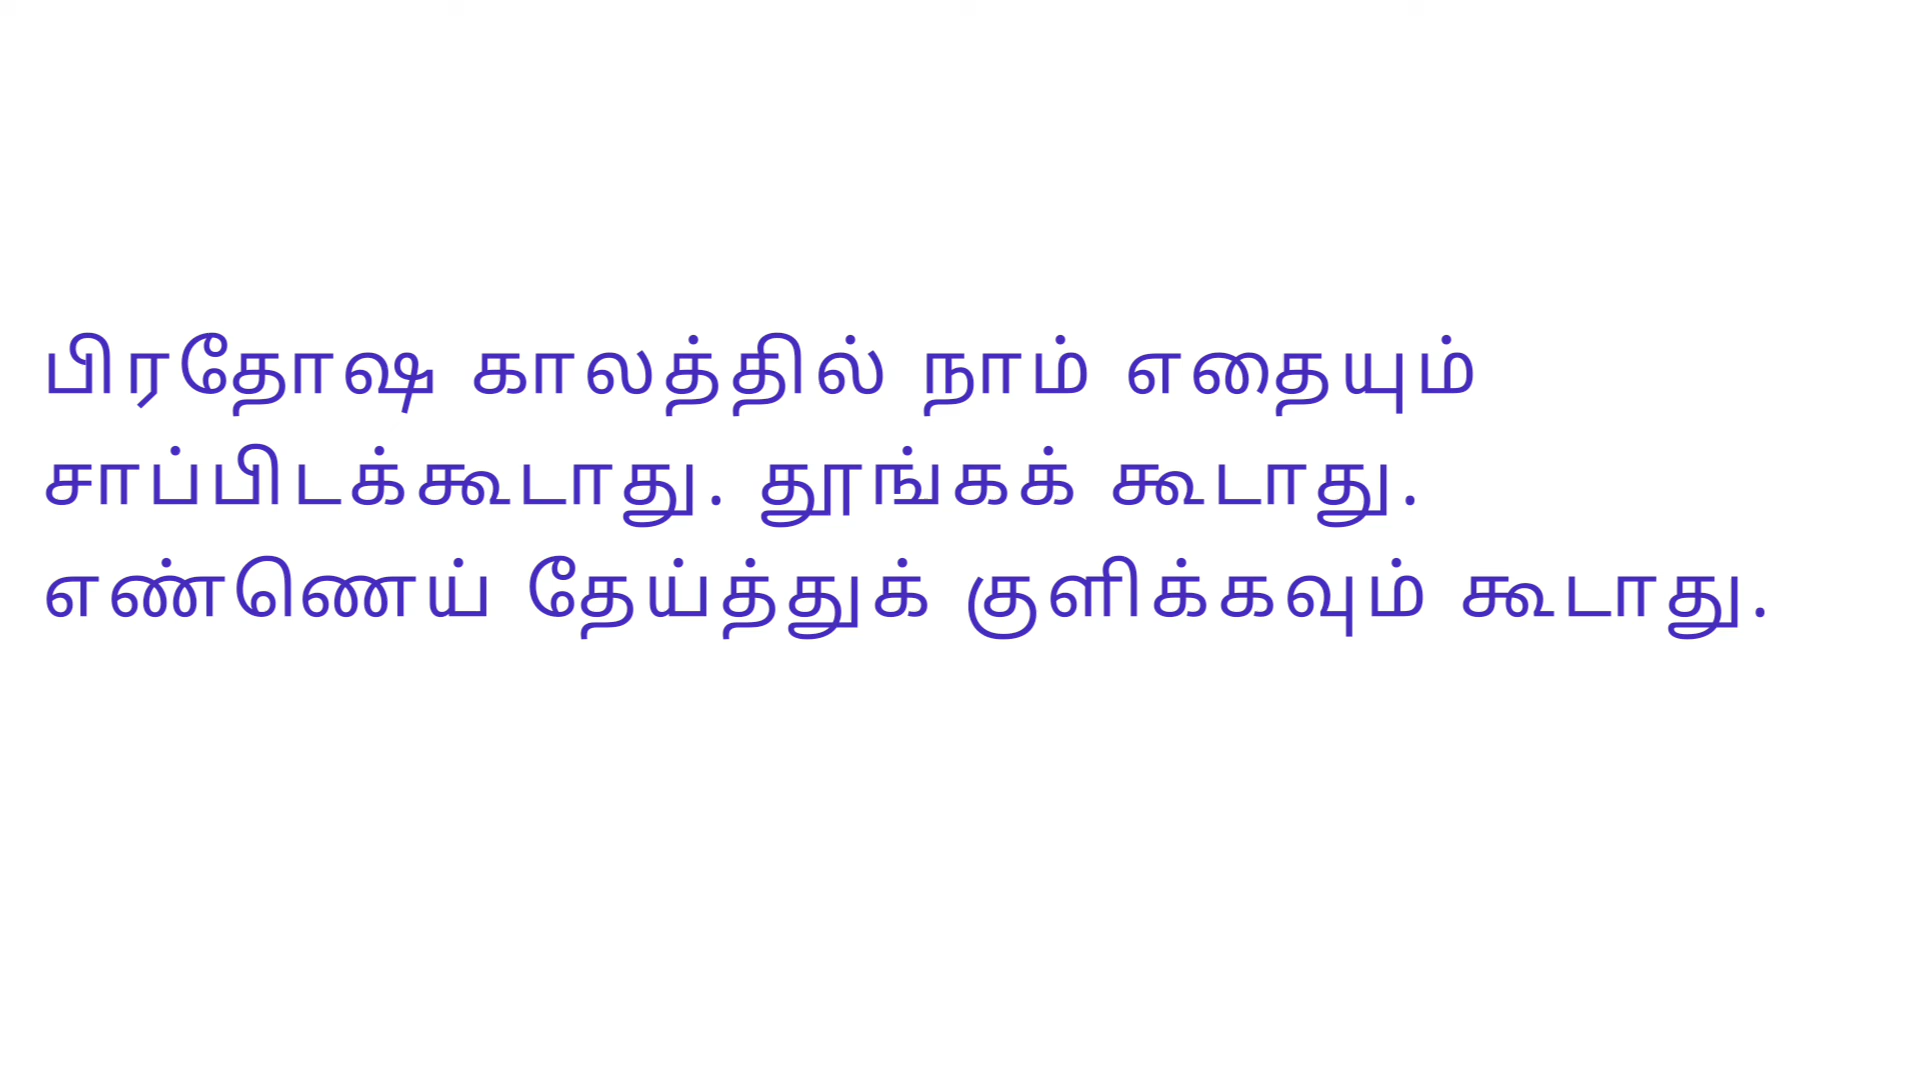 பிரதோஷ காலத்தில் நாம் எதையும்
சாப்பிடக்கூடாது. தூங்கக் கூடாது.
எண்ணெய் தேய்த்துக் குளிக்கவும் கூடாது.